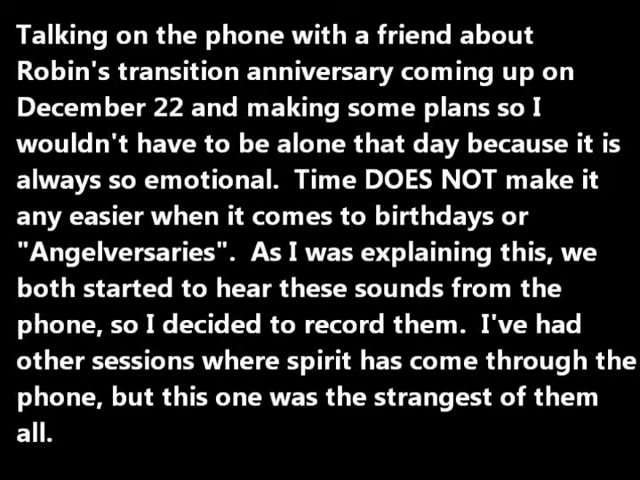 Talking on the phone with a friend about
Robin's transition anniversary coming up on
December 22 and making some plans so I
wouldn't have to be alone that day because it is
always so emotional.  Time DOES NOT make it
any easier when it comes to birthdays or
"Angelversaries".  As I was explaining this, we
both started to hear these sounds from the
phone, so I decided to record them.  I've had
other sessions where spirit has come through the
phone, but this one was the strangest of them
all.